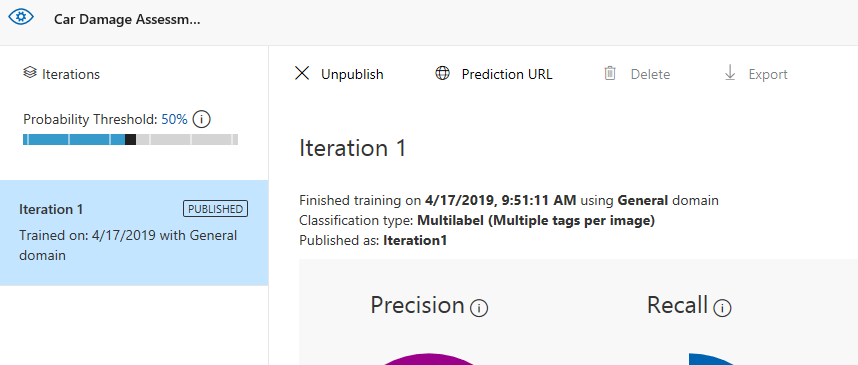 Car Damage Assessm...
Iterations
Unpublish
Prediction URL
Delete
Export
Probability Threshold: 50% i
Iteration 1
Iteration 1 PUBLISHED
Trained on: 4/17/2019 with General
domain
Finished training on 4/17/2019, 9:51:11 AM using General domain
Classification type: Multilabel (Multiple tags per image)
Published as: Iteration1
Precision i
Recall i